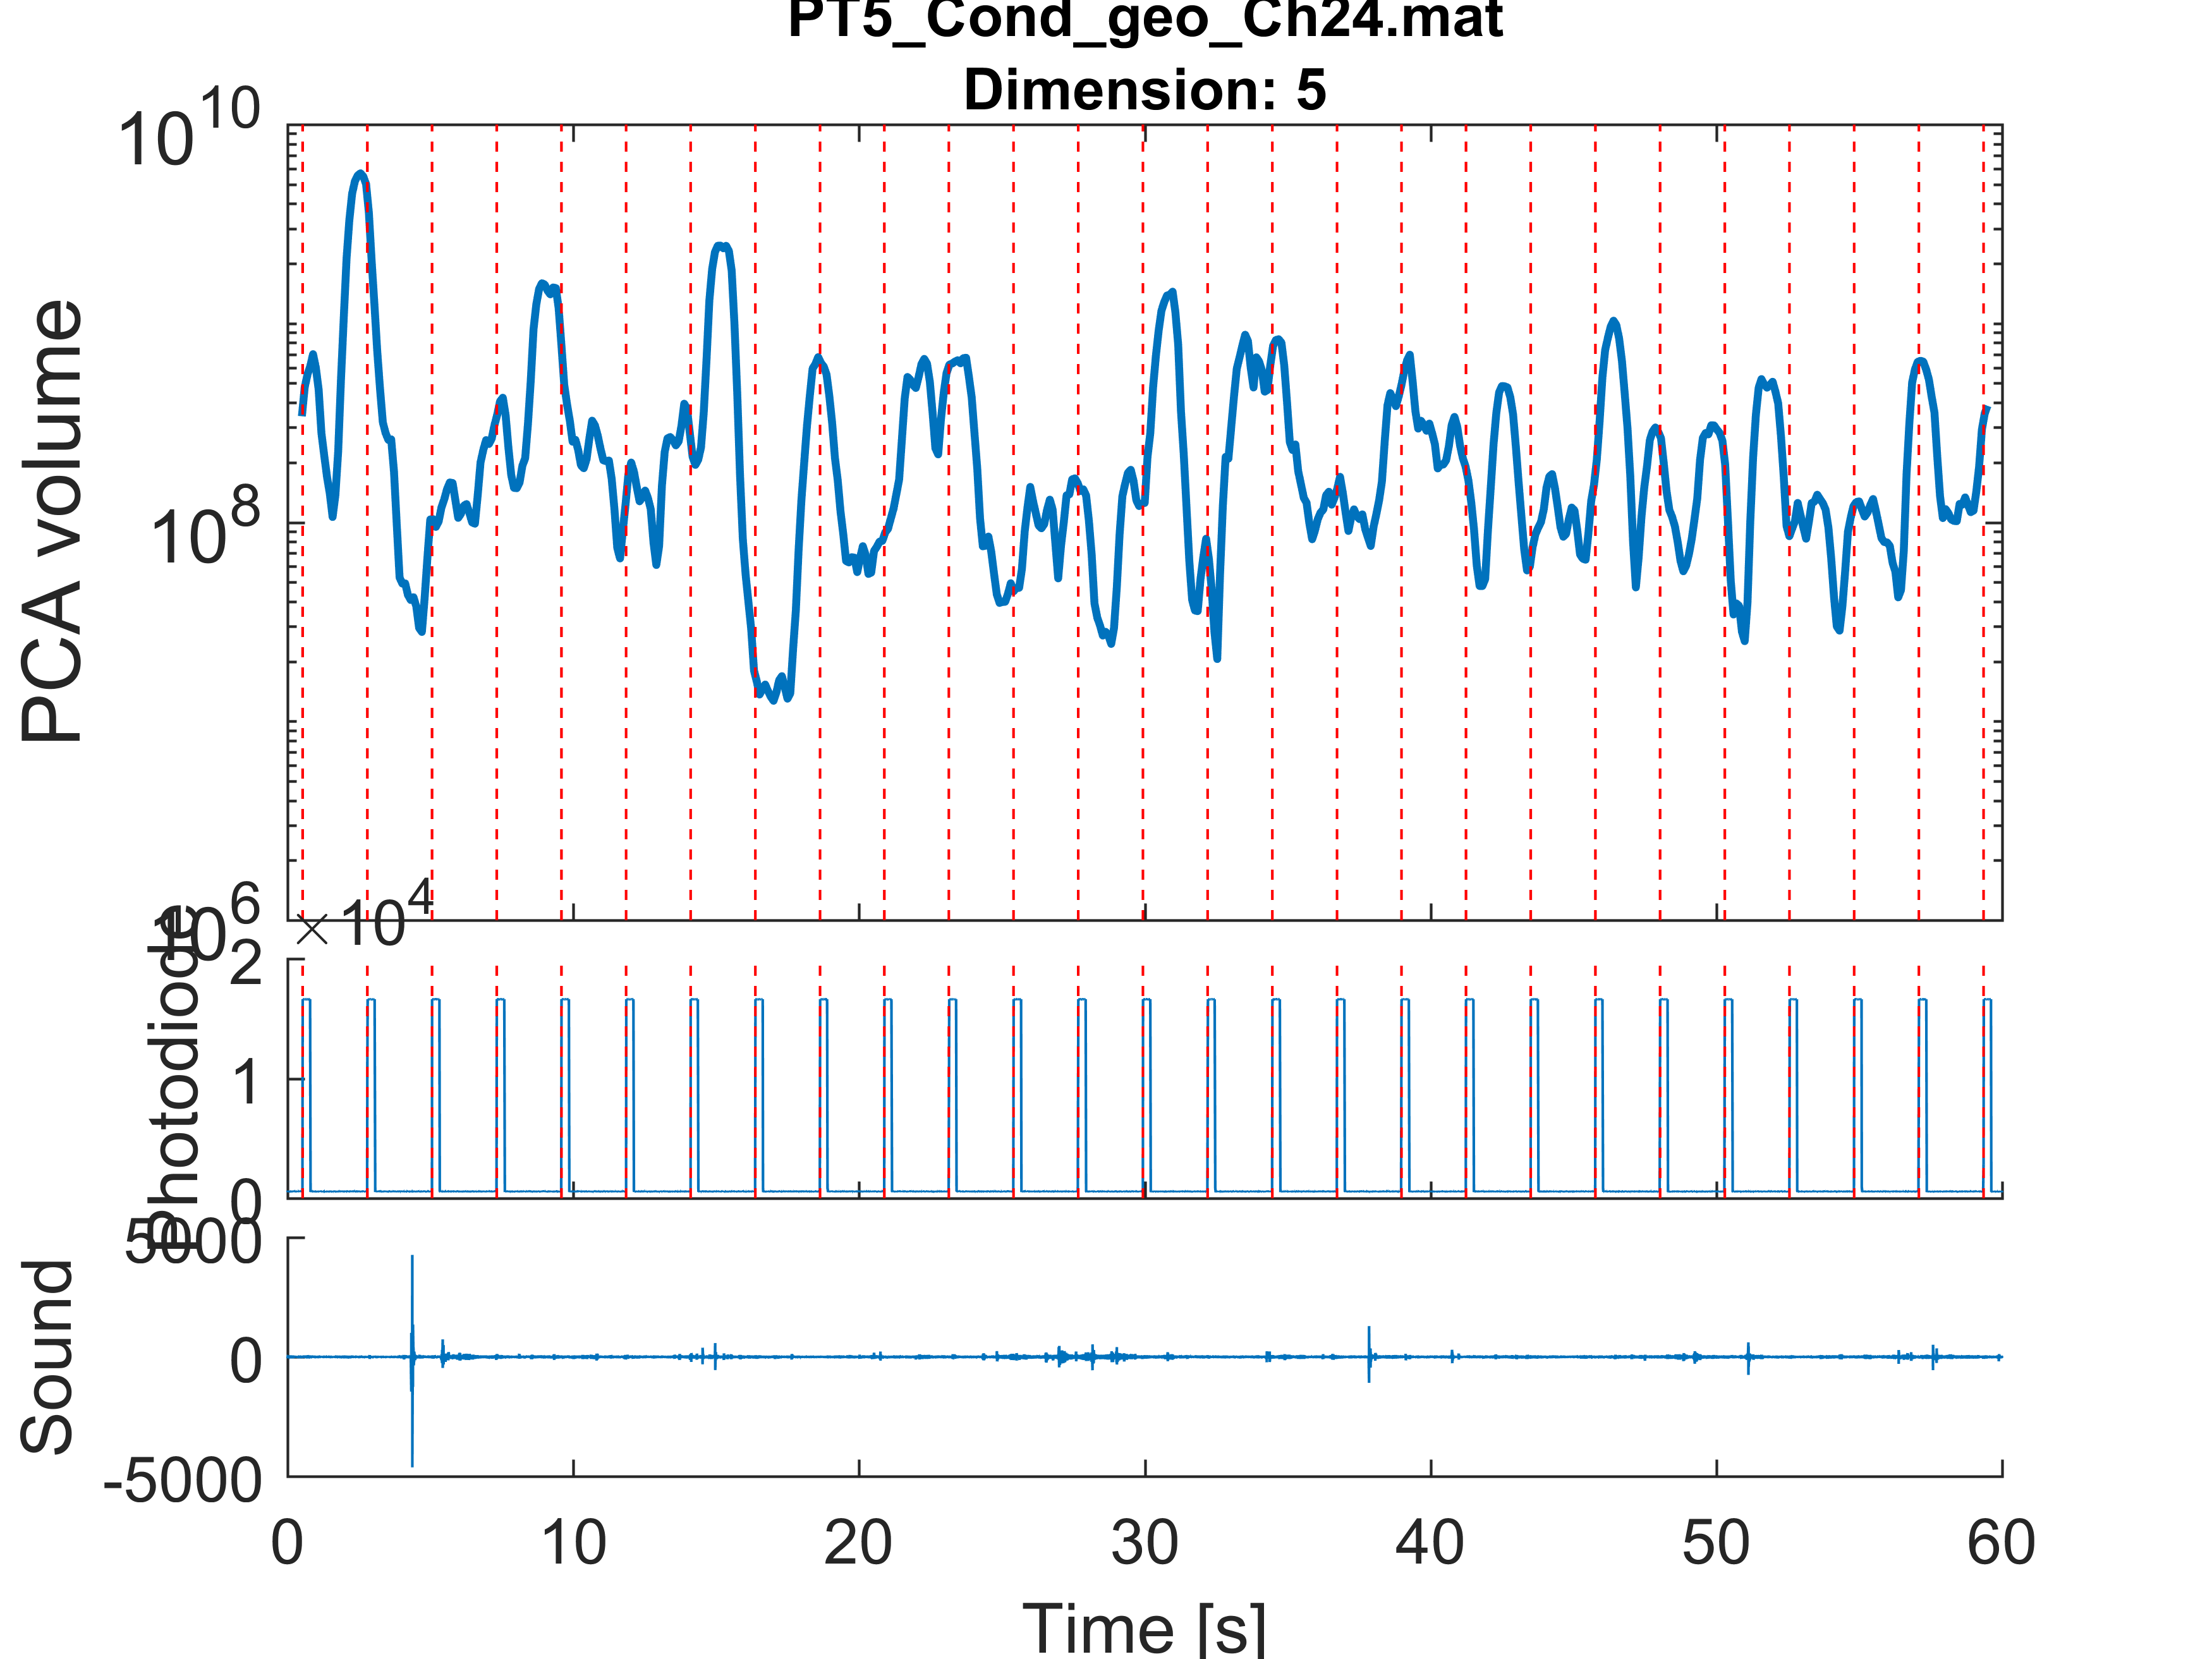 PT5_Cond_geo_Ch24.mat
Dimension: 5
PCA volume
10^10
10^8
10^6
×10^4
Photodiode
2
1
0
Sound
5000
0
-5000
0 10 20 30 40 50 60
Time [s]